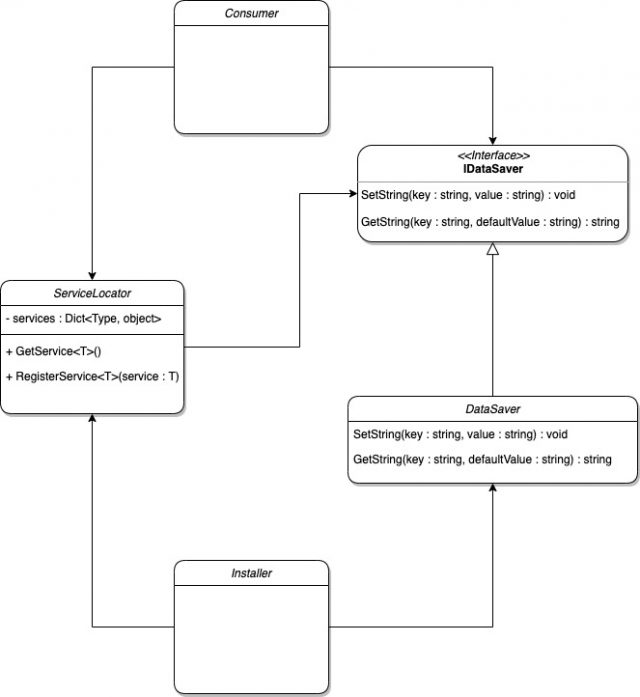 Consumer
<<Interface>>
IDataSaver
SetString(key : string, value : string) : void
GetString(key : string, defaultValue : string) : string
ServiceLocator
- services : Dict<Type, object>
+ GetService<T>()
+ RegisterService<T>(service : T)
DataSaver
SetString(key : string, value : string) : void
GetString(key : string, defaultValue : string) : string
Installer